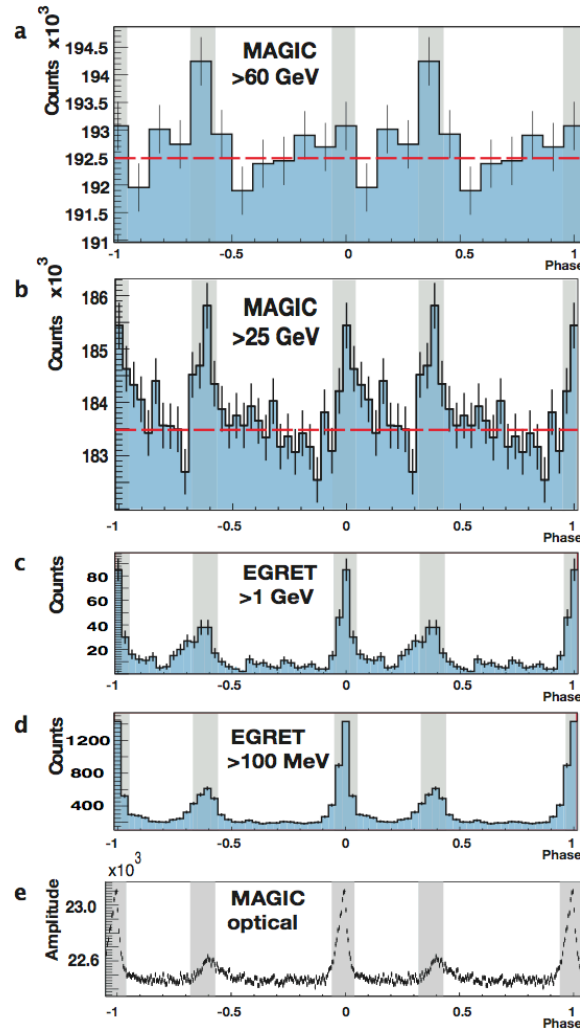 a
Counts x10³
194.5
194
193.5
193
192.5
192
191.5
191
MAGIC
>60 GeV
-1 -0.5 0 0.5 1
Phase
b
Counts x10³
186
185
184
183
MAGIC
>25 GeV
-1 -0.5 0 0.5 1
Phase
c
Counts
80
60
40
20
EGRET
>1 GeV
-1 -0.5 0 0.5 1
Phase
d
Counts
1200
800
400
EGRET
>100 MeV
-1 -0.5 0 0.5 1
Phase
e
x10³
Amplitude
23.0
22.6
MAGIC
optical
-1 -0.5 0 0.5 1
Phase